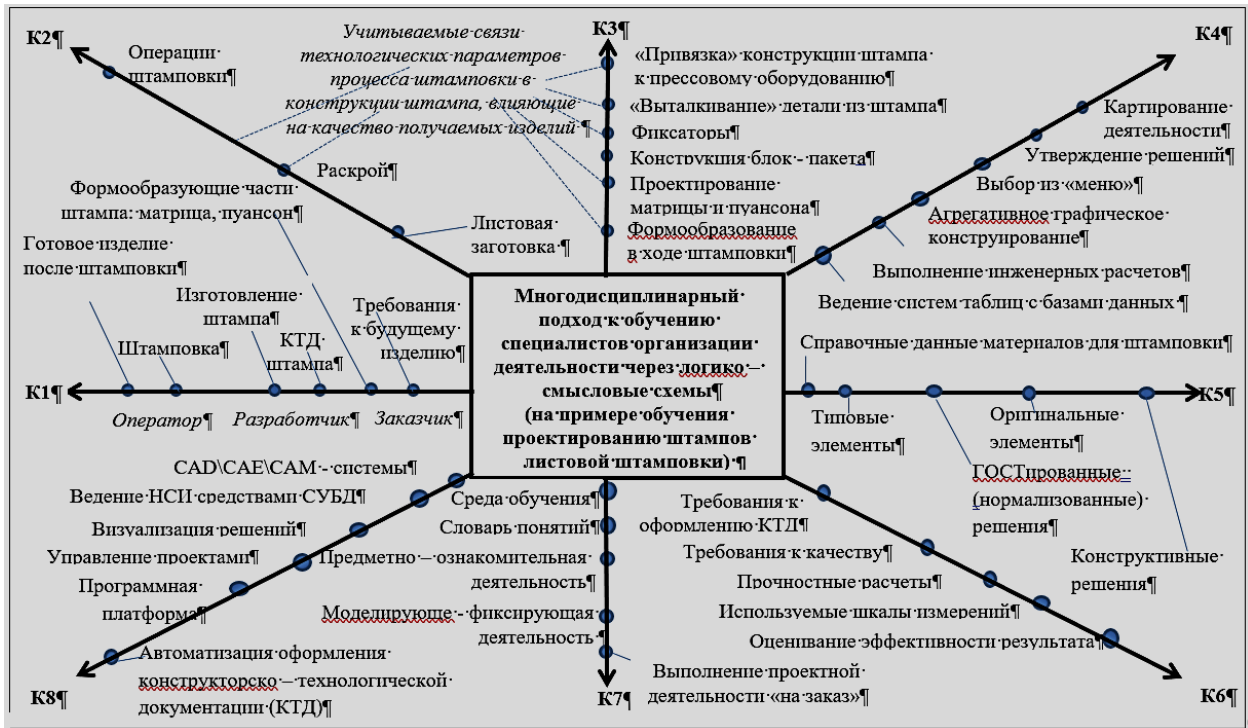 К2¶
Операции
штамповки¶
Учитываемые связи
технологических параметров
процесса штамповки в
конструкции штампа, влияющие
на качество получаемых изделий ¶
Раскрой¶
Листовая
заготовка ¶
К3¶
«Привязка» конструкции штампа
к прессовому оборудованию¶
«Выталкивание» детали из штампа¶
Фиксаторы¶
Конструкция блок - пакета¶
Проектирование
матрицы и пуансона¶
Формообразование
в ходе штамповки¶
К4¶
Картирование
деятельности¶
Утверждение решений¶
Выбор из «меню»¶
Агрегативное графическое
конструирование¶
Выполнение инженерных расчетов¶
Ведение систем таблиц с базами данных ¶
Формообразующие части
штампа: матрица, пуансон¶
Готовое изделие
после штамповки¶
Изготовление
штампа¶
Требования
к будущему
изделию¶
Штамповка¶
КТД
штампа¶
К1¶
Оператор¶
Разработчик¶
Заказчик¶
Многодисциплинарный
подход к обучению
специалистов организации
деятельности через логико –
смысловые схемы¶
(на примере обучения
проектированию штампов
листовой штамповки) ¶
Справочные данные материалов для штамповки¶
К5¶
Типовые
элементы¶
Оригинальные
элементы¶
ГОСТированные
(нормализованные)
решения¶
Конструктивные
решения¶
CAD\CAE\CAM - системы¶
Ведение НСИ средствами СУБД¶
Визуализация решений¶
Управление проектами¶
Программная
платформа¶
Автоматизация оформления
конструкторско – технологической
документации (КТД)¶
К8¶
Среда обучения¶
Словарь понятий¶
Предметно – ознакомительная
деятельность¶
Моделирующе - фиксирующая
деятельность ¶
Выполнение проектной
деятельности «на заказ»¶
К7¶
Требования к
оформлению КТД¶
Требования к качеству¶
Прочностные расчеты¶
Используемые шкалы измерений¶
Оценивание эффективности результата¶
К6¶